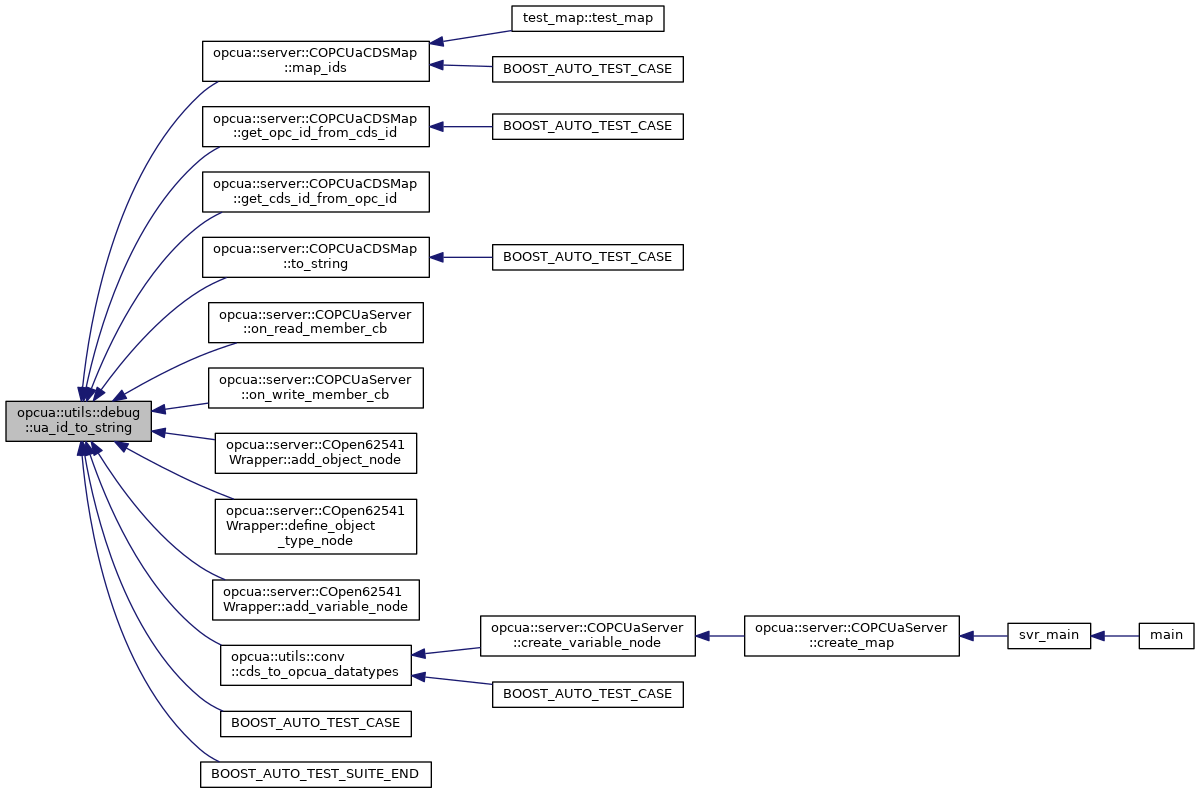 test_map::test_map
opcua::server::COPCUaCDSMap
::map_ids
BOOST_AUTO_TEST_CASE
opcua::server::COPCUaCDSMap
::get_opc_id_from_cds_id
BOOST_AUTO_TEST_CASE
opcua::server::COPCUaCDSMap
::get_cds_id_from_opc_id
opcua::server::COPCUaCDSMap
::to_string
BOOST_AUTO_TEST_CASE
opcua::server::COPCUaServer
::on_read_member_cb
opcua::server::COPCUaServer
::on_write_member_cb
opcua::utils::debug
::ua_id_to_string
opcua::server::COpen62541
Wrapper::add_object_node
opcua::server::COpen62541
Wrapper::define_object
_type_node
opcua::server::COpen62541
Wrapper::add_variable_node
opcua::server::COPCUaServer
::create_variable_node
opcua::server::COPCUaServer
::create_map
svr_main
main
opcua::utils::conv
::cds_to_opcua_datatypes
BOOST_AUTO_TEST_CASE
BOOST_AUTO_TEST_CASE
BOOST_AUTO_TEST_SUITE_END